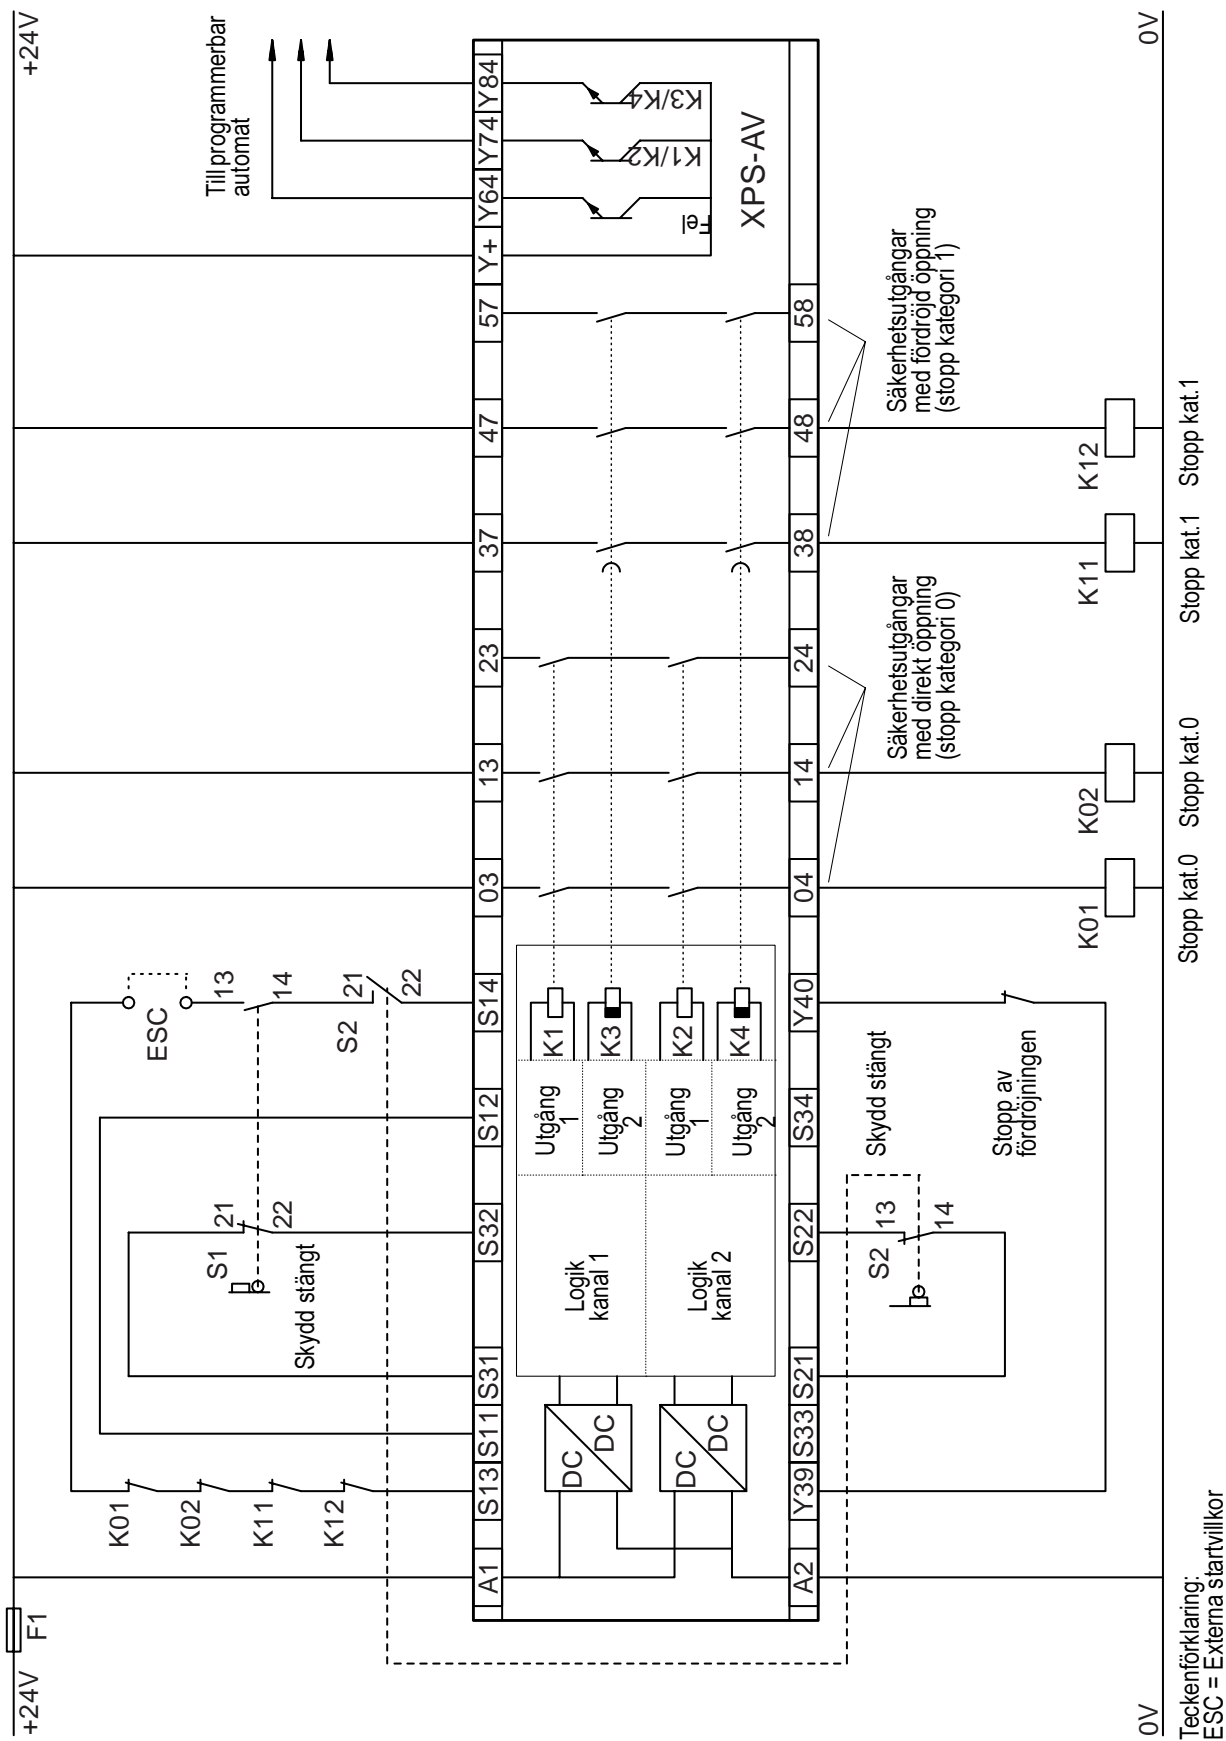 +24V
F1
+24V
K01
K02
K11
K12
S1
21
22
Skydd stängt
ESC
13
14
S2
21
22
Till programmerbar
automat
A1
S13
S11
S31
S32
S12
S14
03
13
23
37
47
57
Y+
Y64
Y74
Y84
DC
DC
DC
DC
Logik
kanal 1
Logik
kanal 2
Utgång
1
Utgång
2
Utgång
1
Utgång
2
K1
K3
K2
K4
Fel
K1/K2
K3/K4
XPS-AV
A2
Y39
S33
S21
S22
S34
Y40
04
14
24
38
48
58
S2
13
14
Skydd stängt
Stopp av
fördröjningen
Säkerhetsutgångar
med direkt öppning
(stopp kategori 0)
Säkerhetsutgångar
med fördröjd öppning
(stopp kategori 1)
K01
K02
K11
K12
0V
0V
Stopp kat.0
Stopp kat.0
Stopp kat.1
Stopp kat.1
Teckenförklaring:
ESC = Externa startvillkor